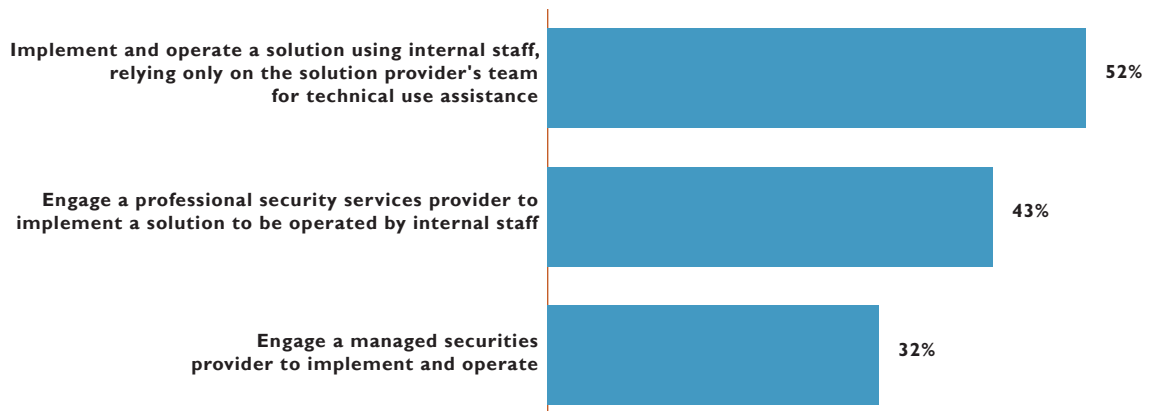 Implement and operate a solution using internal staff,
relying only on the solution provider's team
for technical use assistance
52%
Engage a professional security services provider to
implement a solution to be operated by internal staff
43%
Engage a managed securities
provider to implement and operate
32%